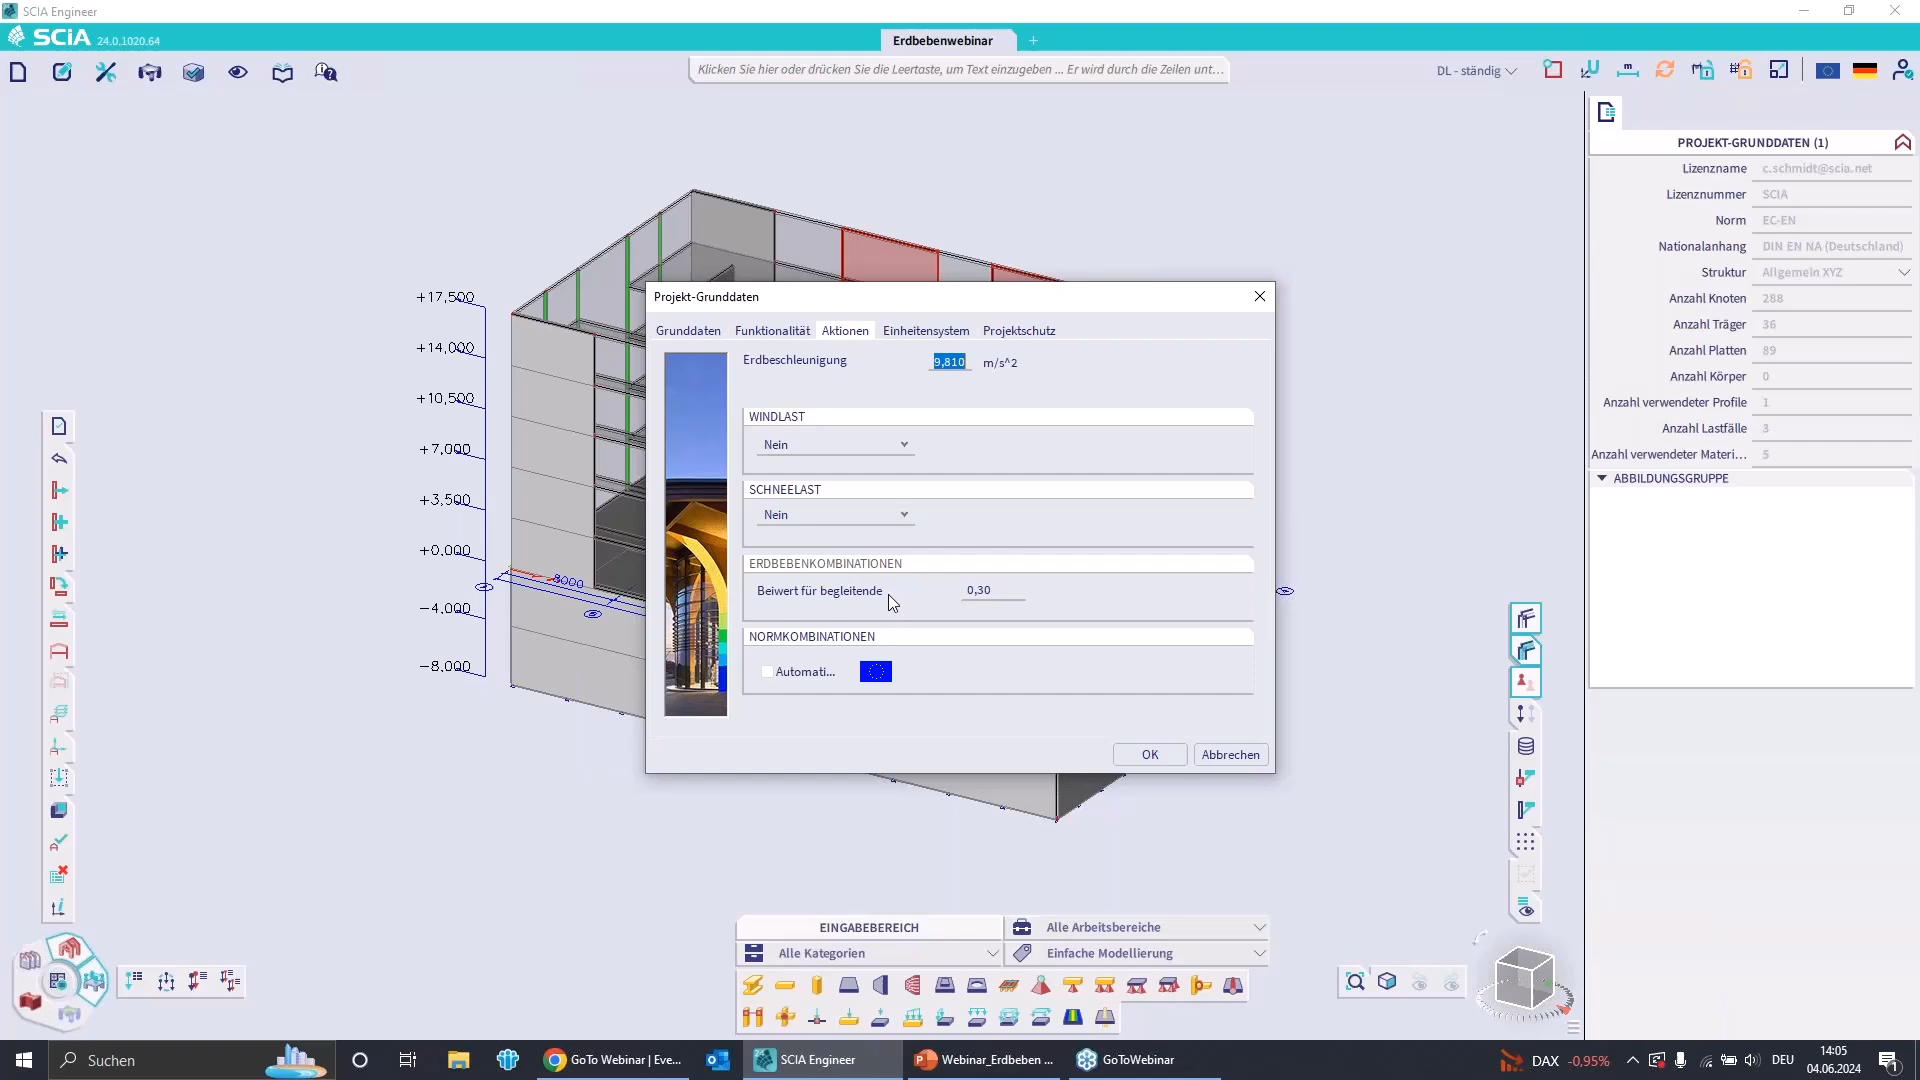 SCIA Engineer
SCiA 24.0.1020.64
Erdbebenwebinar
Klicken Sie hier oder drücken Sie die Leertaste, um Text einzugeben ... Er wird durch die Zeilen unt...
DL - ständig
PROJEKT-GRUNDDATEN (1)
Lizenzname c.schmidt@scia.net
Lizenznummer SCIA
Norm EC-EN
Nationalanhang DIN EN NA (Deutschland)
Struktur Allgemein XYZ
Anzahl Knoten 288
Anzahl Träger 36
Anzahl Platten 89
Anzahl Körper 0
Anzahl verwendeter Profile 1
Anzahl Lastfälle 3
Anzahl verwendeter Materi... 5
ABBILDUNGSGRUPPE
+17,500
+14,000
+10,500
+7,000
+3,500
+0,000
8000
-4,000
-8,000
Projekt-Grunddaten
Grunddaten Funktionalität Aktionen Einheitensystem Projektschutz
Erdbeschleunigung 9,810 m/s^2
WINDLAST
Nein
SCHNEELAST
Nein
ERDBEBENKOMBINATIONEN
Beiwert für begleitende 0,30
NORMKOMBINATIONEN
Automati...
OK Abbrechen
EINGABEBEREICH Alle Arbeitsbereiche
Alle Kategorien Einfache Modellierung
Suchen
GoTo Webinar | Eve...
SCIA Engineer
Webinar_Erdbeben ...
GoToWebinar
DAX -0,95%
DEU
14:05
04.06.2024
1